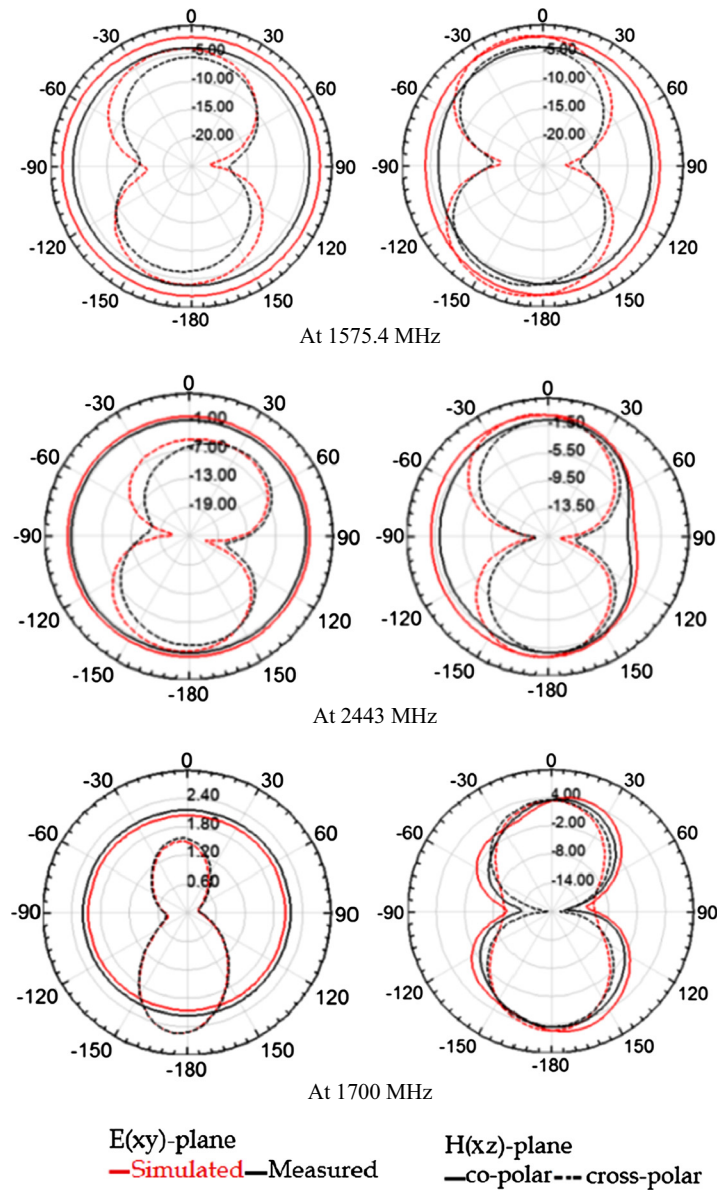 0 0
-30 30 -30 30
-5.00 -5.00
-60 -10.00 60 -60 -10.00 60
-15.00 -15.00
-20.00 -20.00
-90 90 -90 90
-120 120 -120 120
-150 150 -150 150
-180 -180
At 1575.4 MHz
0 0
-30 30 -30 30
1.00 -1.50
-60 -7.00 60 -60 -5.50 60
-13.00 -9.50
-19.00 -13.50
-90 90 -90 90
-120 120 -120 120
-150 150 -150 150
-180 -180
At 2443 MHz
0 0
-30 30 -30 30
2.40 4.00
-60 1.80 60 -60 -2.00 60
1.20 -8.00
0.60 -14.00
-90 90 -90 90
-120 120 -120 120
-150 150 -150 150
-180 -180
At 1700 MHz
E(xy)-plane H(xz)-plane
Simulated Measured co-polar cross-polar